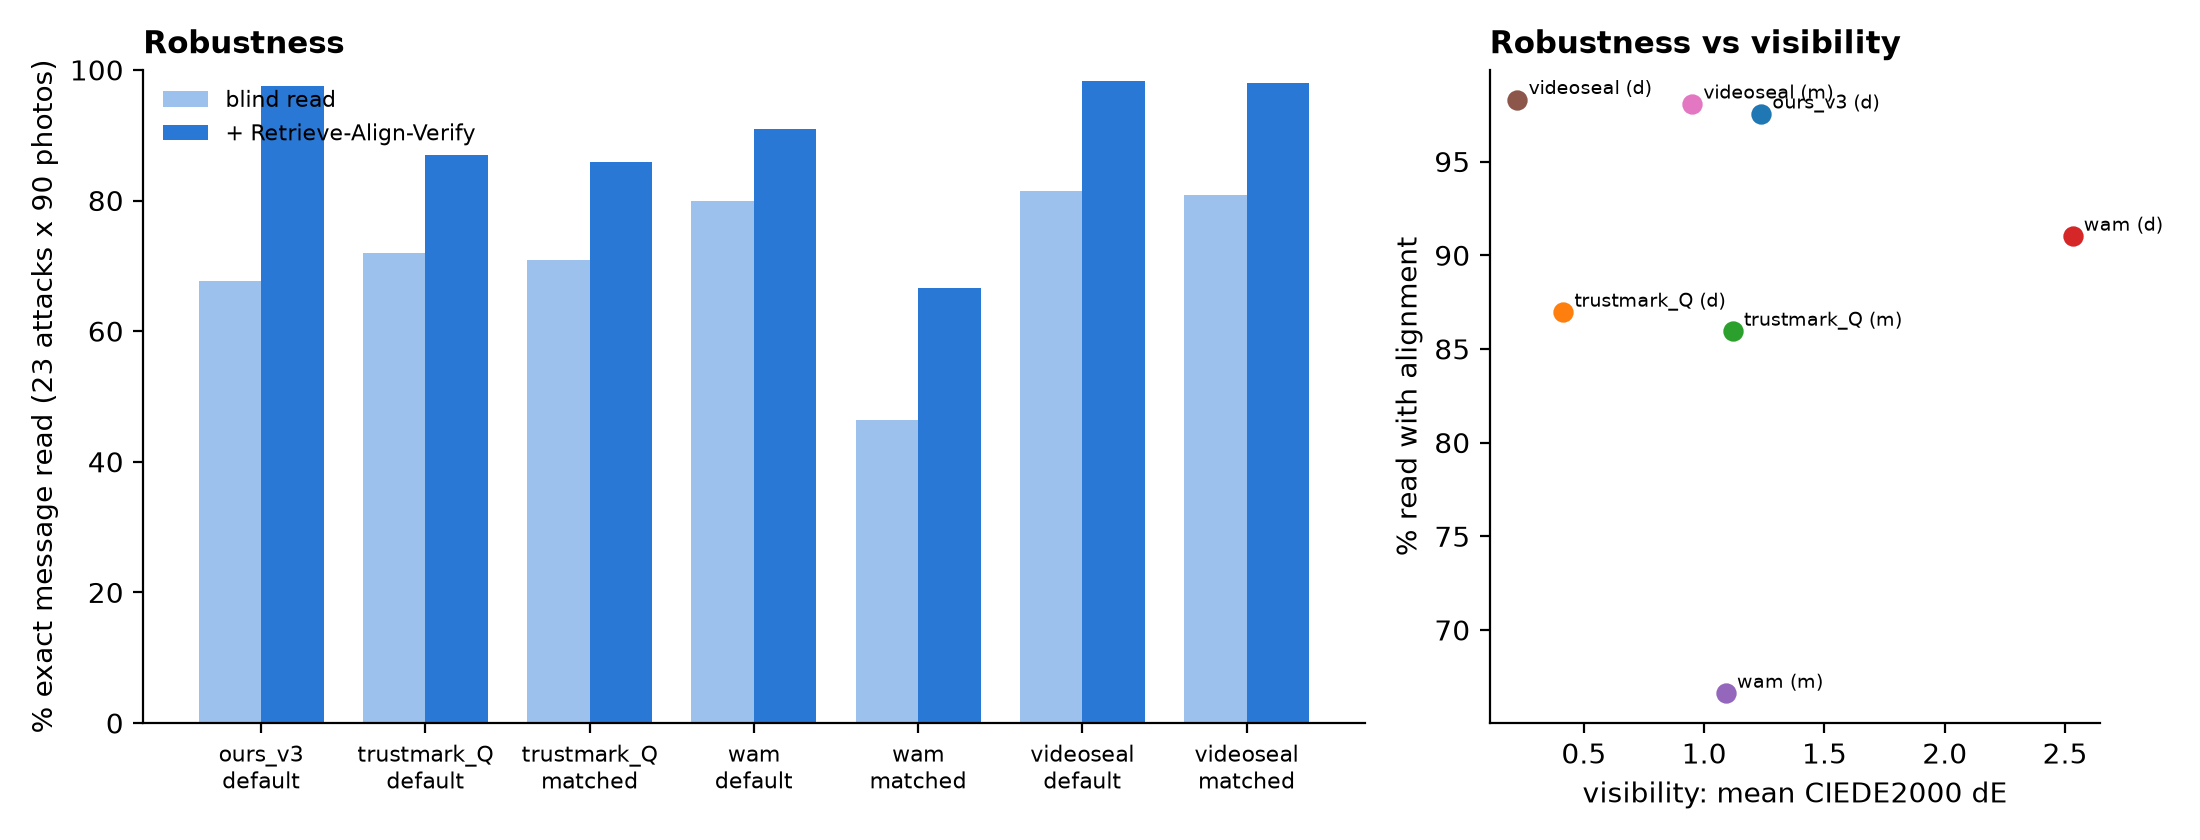 Robustness
% exact message read (23 attacks x 90 photos)
100
80
60
40
20
0
blind read
+ Retrieve-Align-Verify
ours_v3
default
trustmark_Q
default
trustmark_Q
matched
wam
default
wam
matched
videoseal
default
videoseal
matched
Robustness vs visibility
% read with alignment
95
90
85
80
75
70
videoseal (d)
videoseal (m)
ours_v3 (d)
wam (d)
trustmark_Q (d)
trustmark_Q (m)
wam (m)
0.5
1.0
1.5
2.0
2.5
visibility: mean CIEDE2000 dE